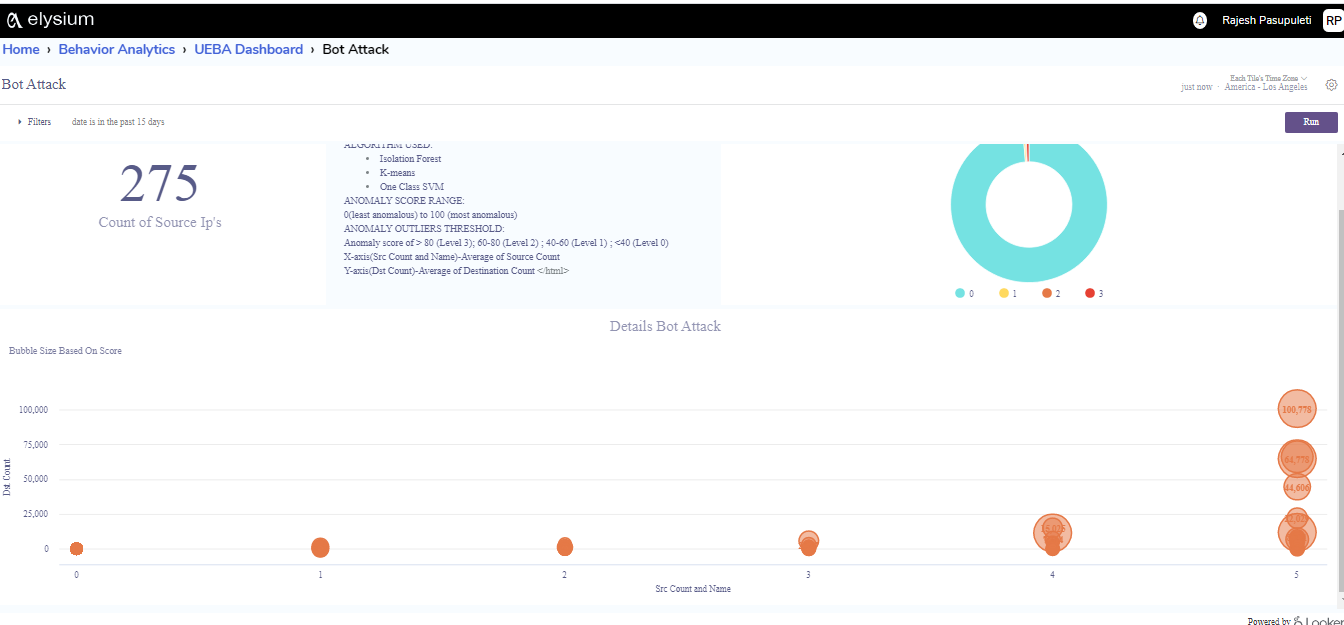 elysium
Rajesh Pasupuleti RP
Home › Behavior Analytics › UEBA Dashboard › Bot Attack
Bot Attack
Each Tile's Time Zone
just now · America - Los Angeles
Filters date is in the past 15 days
Run
275
Count of Source Ip's
ALGORITHM USED:
• Isolation Forest
• K-means
• One Class SVM
ANOMALY SCORE RANGE:
0(least anomalous) to 100 (most anomalous)
ANOMALY OUTLIERS THRESHOLD:
Anomaly score of > 80 (Level 3); 60-80 (Level 2) ; 40-60 (Level 1) ; <40 (Level 0)
X-axis(Src Count and Name)-Average of Source Count
Y-axis(Dst Count)-Average of Destination Count </html>
0 1 2 3
Details Bot Attack
Bubble Size Based On Score
100,000
75,000
50,000
25,000
0
Dst Count
100,778
64,778
44,606
0 1 2 3 4 5
Src Count and Name
Powered by Looker